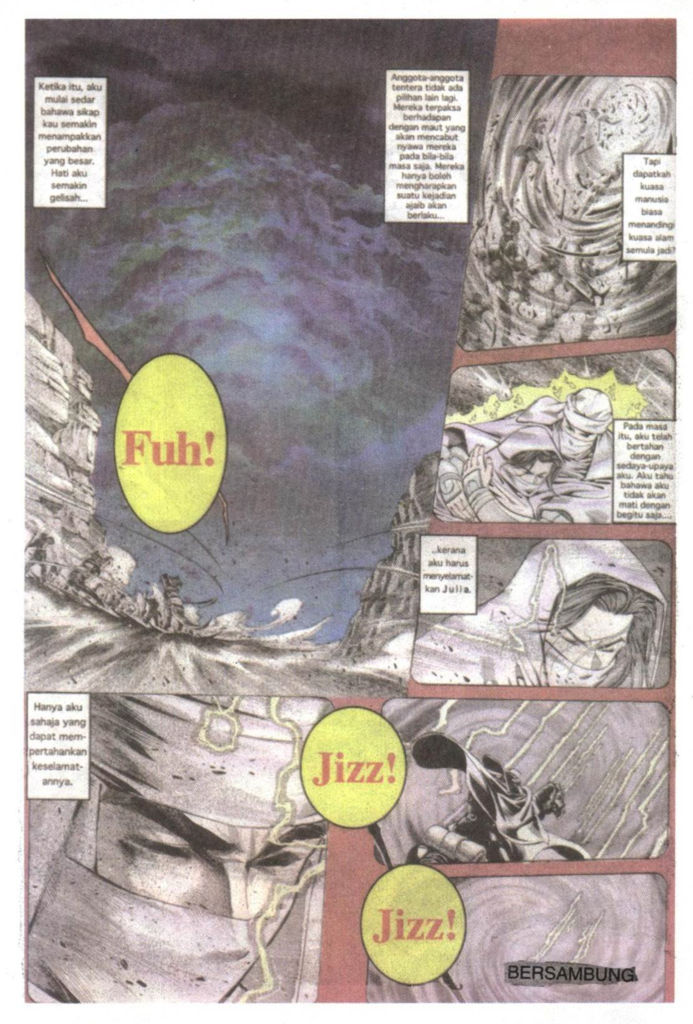 Ketika itu, aku
mulai sedar
bahawa sikap
kau semakin
menampakkan
perubahan
yang besar.
Hati aku
semakin
gelisah...
Anggota-anggota
tentera tidak ada
pilihan lain lagi.
Mereka terpaksa
berhadapan
dengan maut yang
akan mencabut
nyawa mereka
pada bila-bila
masa saja. Mereka
hanya boloh
mengharapkan
suatu kejadian
ajaib akan
berlaku...
Tapi
dapatkah
kuasa
manusia
biasa
menandingi
kuasa alam
semula jadi?
Fuh!
Pada masa
itu, aku telah
bertahan
dengan
sedaya-upaya
aku. Aku tahu
bahawa aku
tidak akan
mati dengan
begitu saja....
..kerana
aku harus
menyelamat-
kan Julia.
Hanya aku
sahaja yang
dapat mem-
pertahankan
keselamat-
annya.
Jizz!
Jizz!
BERSAMBUNG